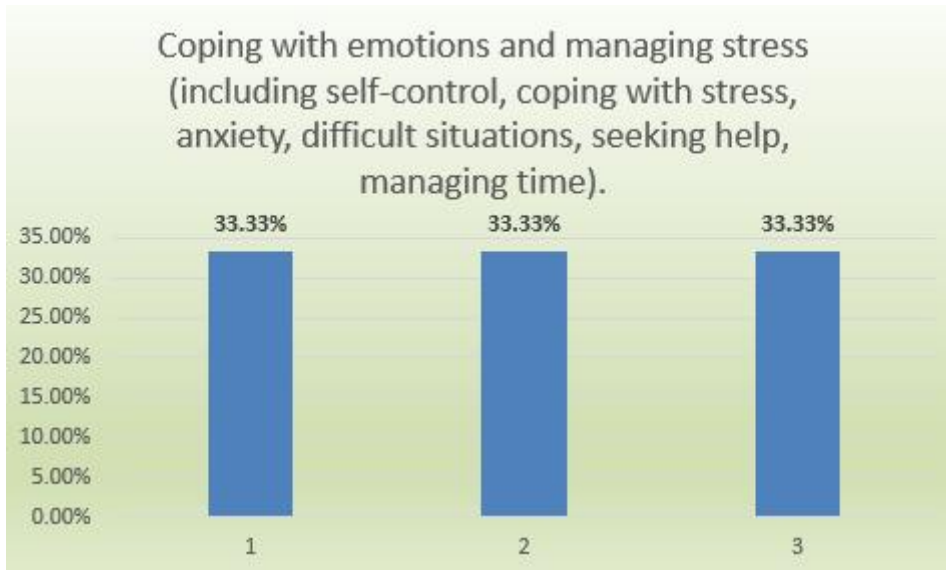 Coping with emotions and managing stress
(including self-control, coping with stress,
anxiety, difficult situations, seeking help,
managing time).
33.33% 33.33% 33.33%
35.00%
30.00%
25.00%
20.00%
15.00%
10.00%
5.00%
0.00%
1 2 3